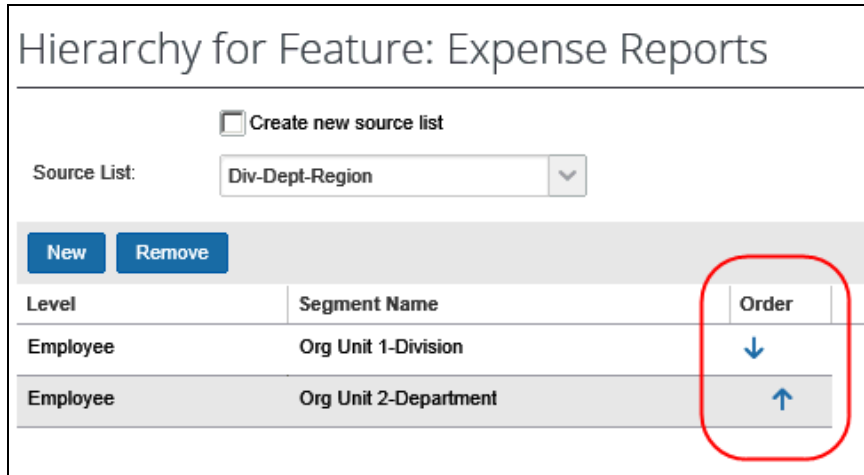 Hierarchy for Feature: Expense Reports
Create new source list
Source List: Div-Dept-Region
New Remove
Level Segment Name Order
Employee Org Unit 1-Division
Employee Org Unit 2-Department